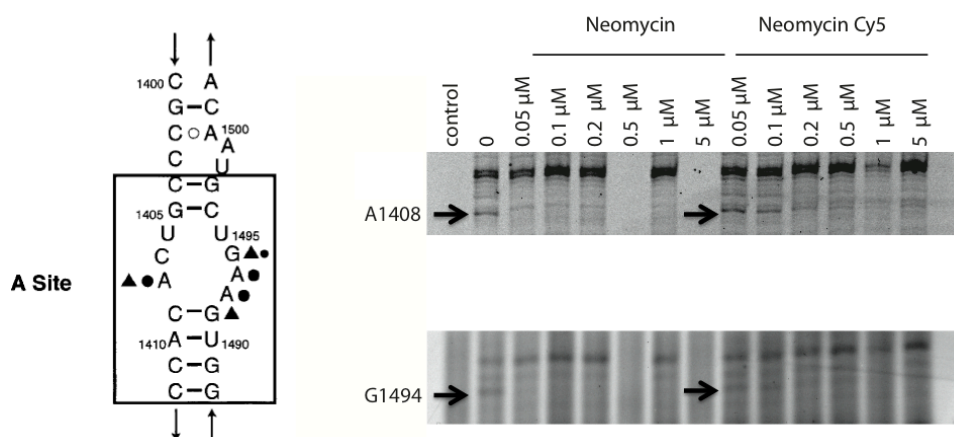 Neomycin Neomycin Cy5
control 0 0.05 µM 0.1 µM 0.2 µM 0.5 µM 1 µM 5 µM 0.05 µM 0.1 µM 0.2 µM 0.5 µM 1 µM 5 µM
A1408
G1494
A Site
1400 C A
G C
C A 1500
C A
C U
C G
1405 G C
U U 1495
C G
A A
A
C G
1410 A U 1490
C G
C G